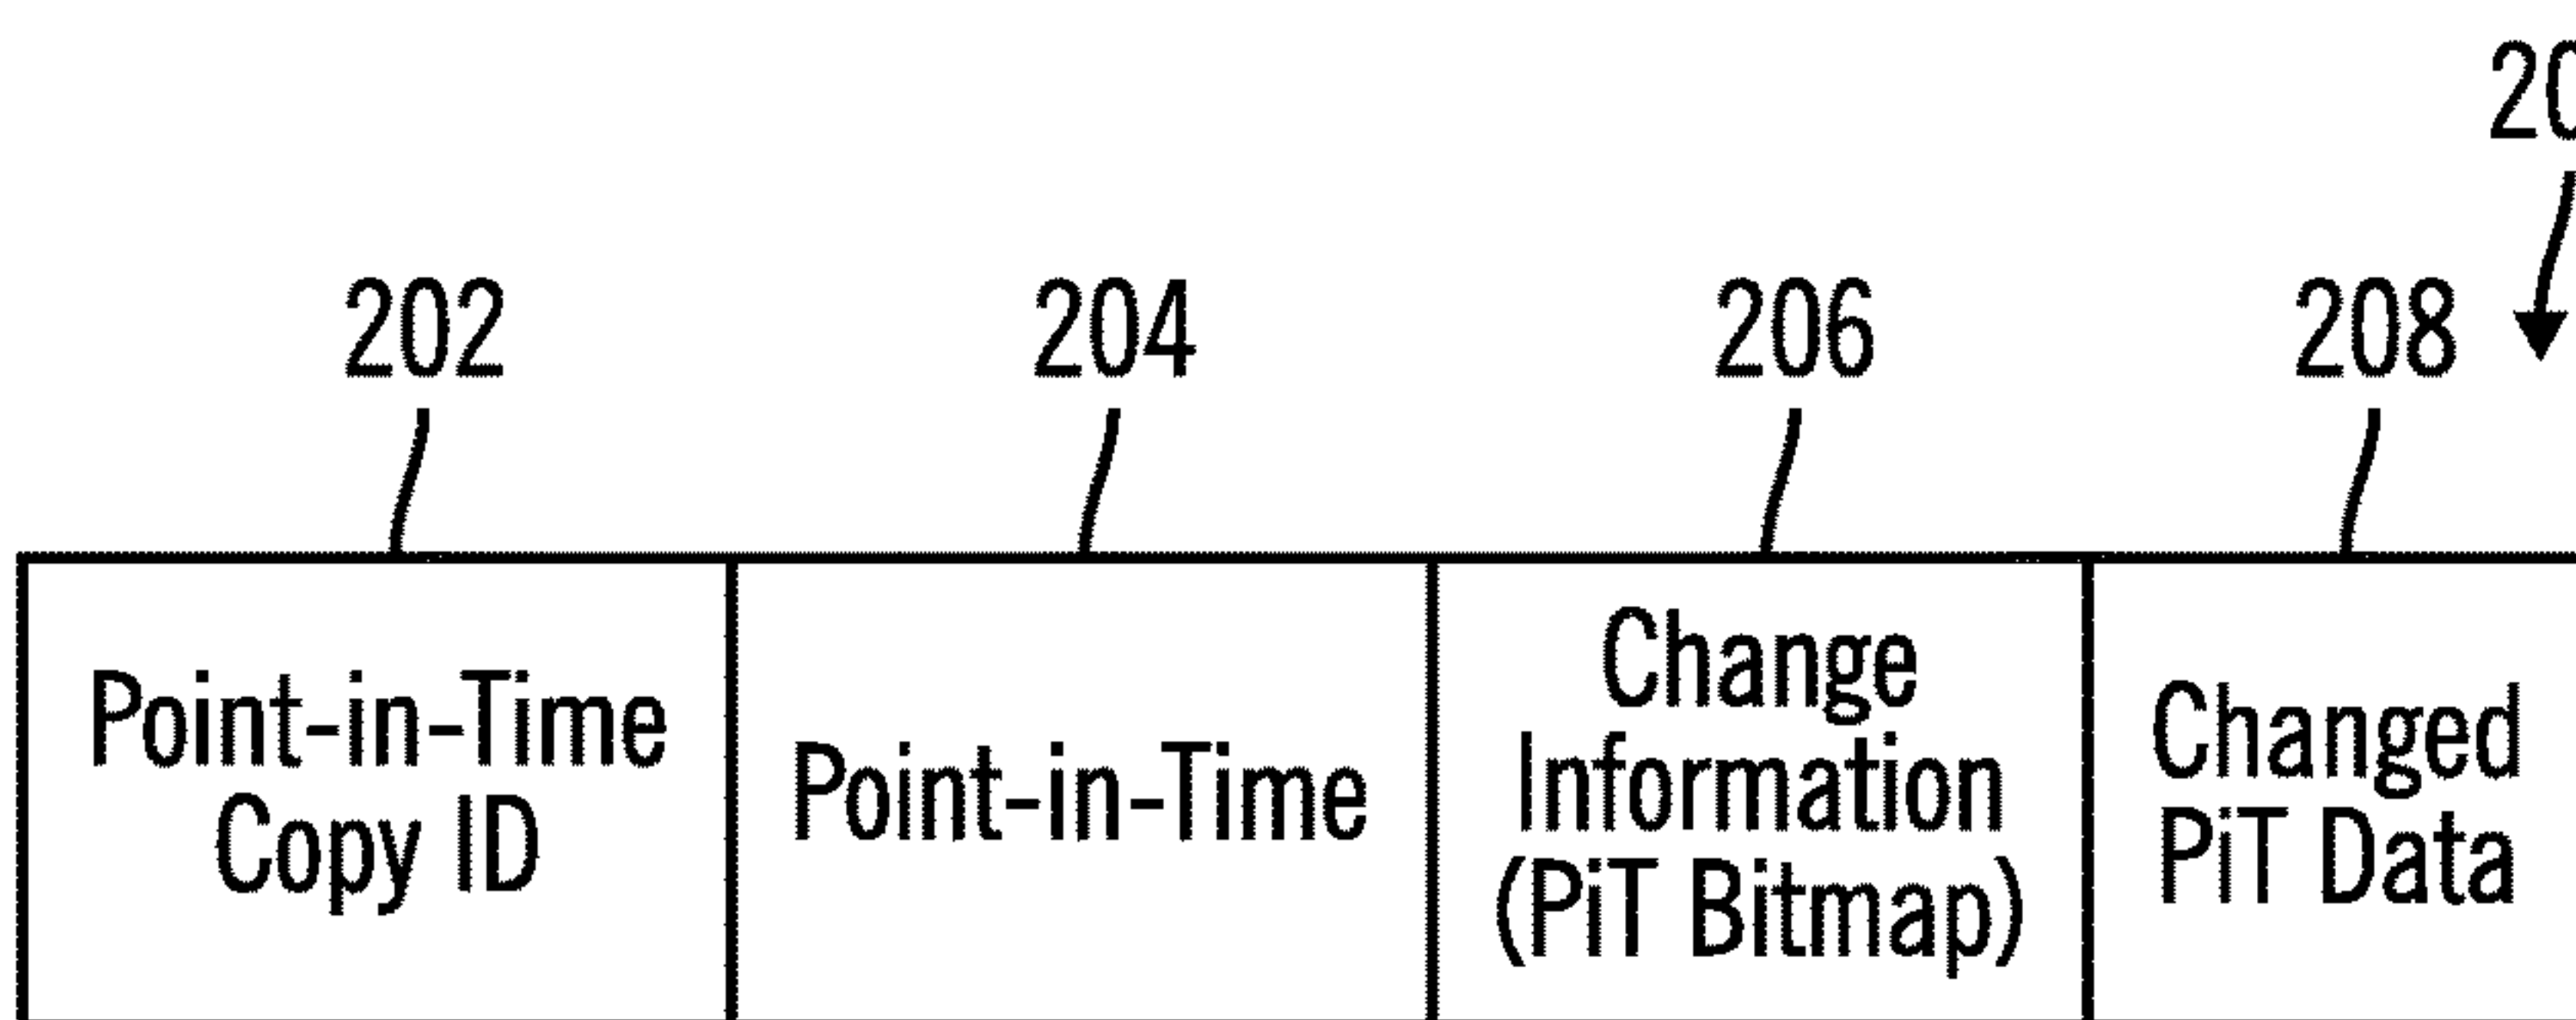 202 204 206 208
Point-in-Time
Copy ID
Point-in-Time
Change
Information
(PiT Bitmap)
Changed
PiT Data